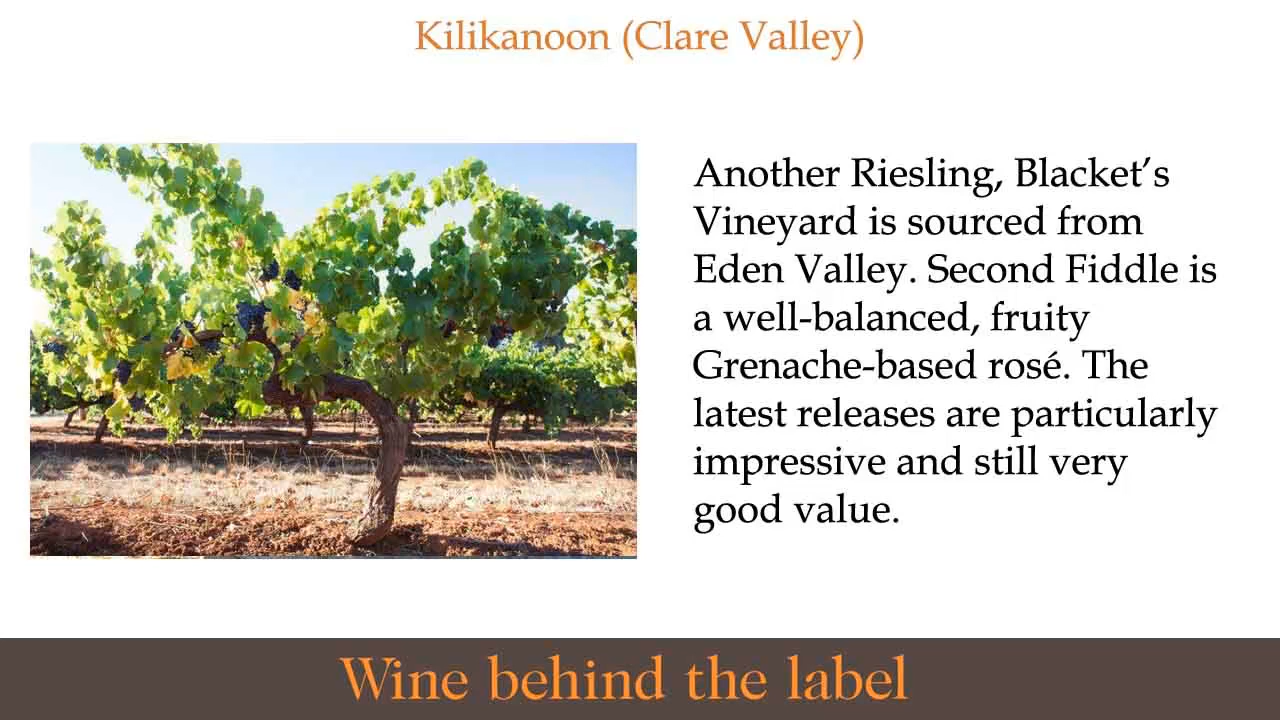 Kilikanoon (Clare Valley)
Another Riesling, Blacket’s
Vineyard is sourced from
Eden Valley. Second Fiddle is
a well-balanced, fruity
Grenache-based rosé. The
latest releases are particularly
impressive and still very
good value.
Wine behind the label